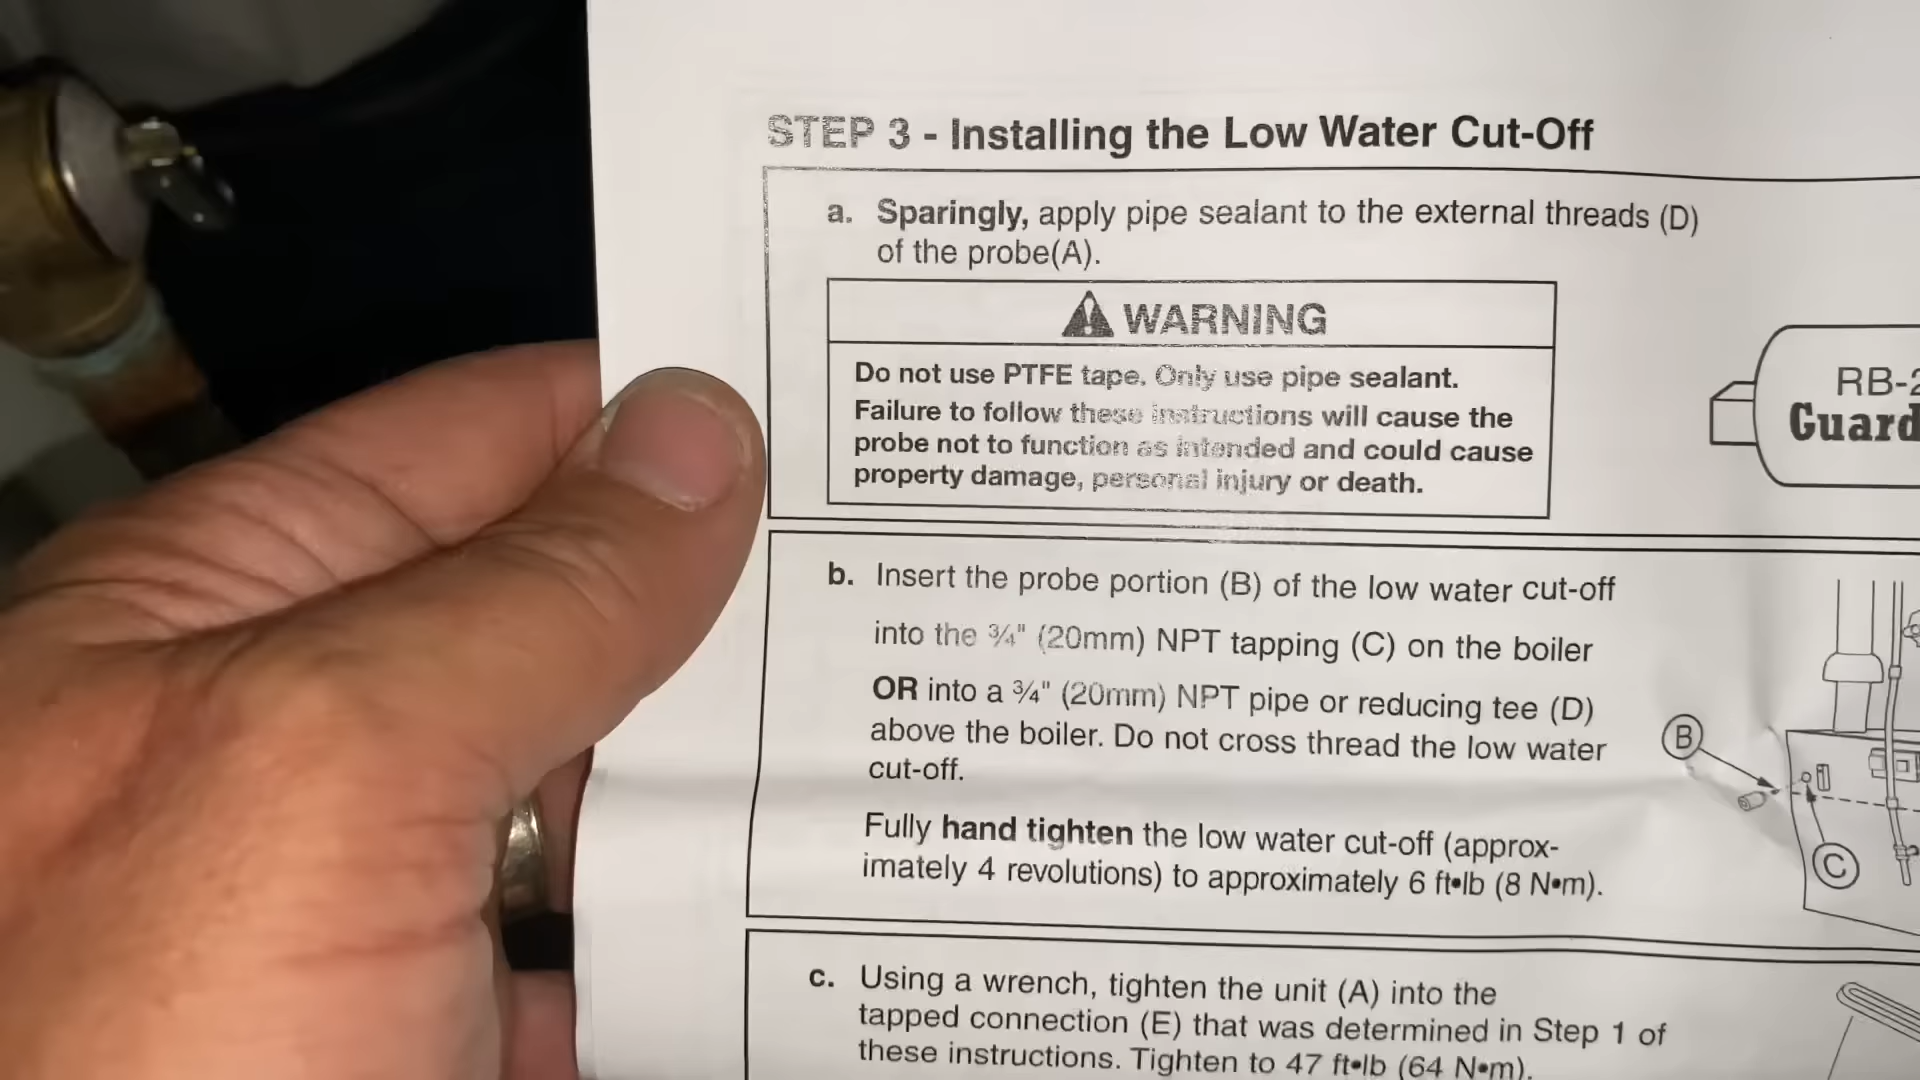 STEP 3 - Installing the Low Water Cut-Off
a. Sparingly, apply pipe sealant to the external threads (D)
of the probe(A).
WARNING
Do not use PTFE tape. Only use pipe sealant.
Failure to follow these instructions will cause the
probe not to function as intended and could cause
property damage, personal injury or death.
RB-2
Guard
b. Insert the probe portion (B) of the low water cut-off
into the ¾" (20mm) NPT tapping (C) on the boiler
OR into a ¾" (20mm) NPT pipe or reducing tee (D)
above the boiler. Do not cross thread the low water
cut-off.
B
Fully hand tighten the low water cut-off (approx-
imately 4 revolutions) to approximately 6 ft•lb (8 N•m).
C
c. Using a wrench, tighten the unit (A) into the
tapped connection (E) that was determined in Step 1 of
these instructions. Tighten to 47 ft•lb (64 N•m).